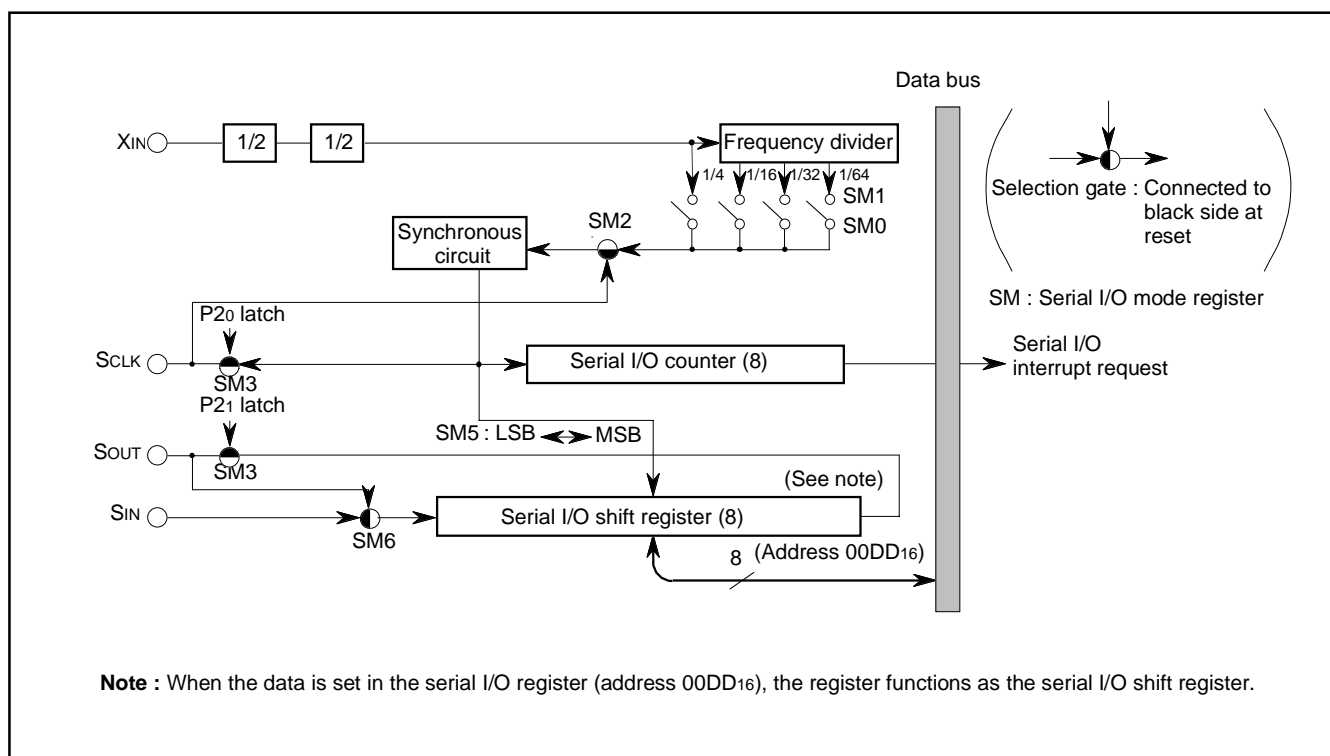 Data bus
XIN
1/2
1/2
Frequency divider
1/4
1/16
1/32
1/64
SM1
SM0
Selection gate : Connected to
black side at
reset
SM2
Synchronous
circuit
SM : Serial I/O mode register
P20 latch
SCLK
SM3
Serial I/O counter (8)
Serial I/O
interrupt request
P21 latch
SM5 : LSB
MSB
SOUT
SM3
(See note)
SIN
SM6
Serial I/O shift register (8)
8
(Address 00DD16)
Note : When the data is set in the serial I/O register (address 00DD16), the register functions as the serial I/O shift register.